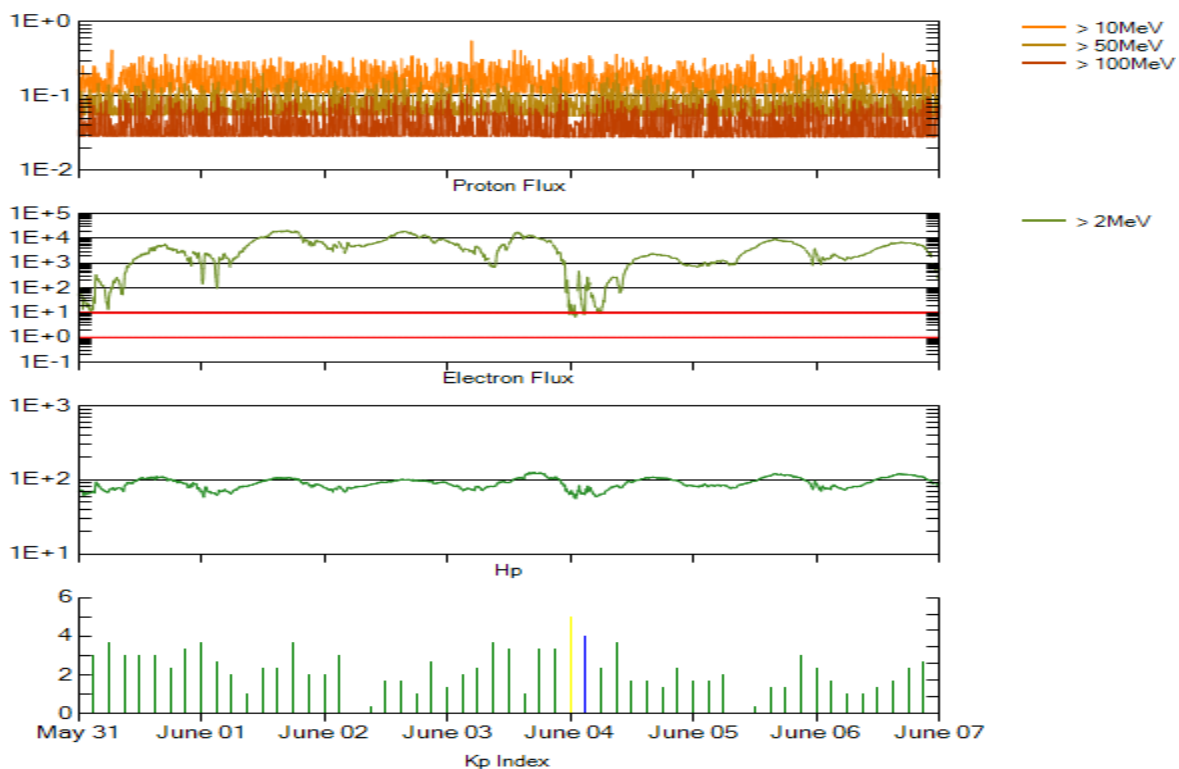 1E+0
1E-1
1E-2
> 10MeV
> 50MeV
> 100MeV
Proton Flux
1E+5
1E+4
1E+3
1E+2
1E+1
1E+0
1E-1
> 2MeV
Electron Flux
1E+3
1E+2
1E+1
Hp
6
4
2
0
May 31 June 01 June 02 June 03 June 04 June 05 June 06 June 07
Kp Index